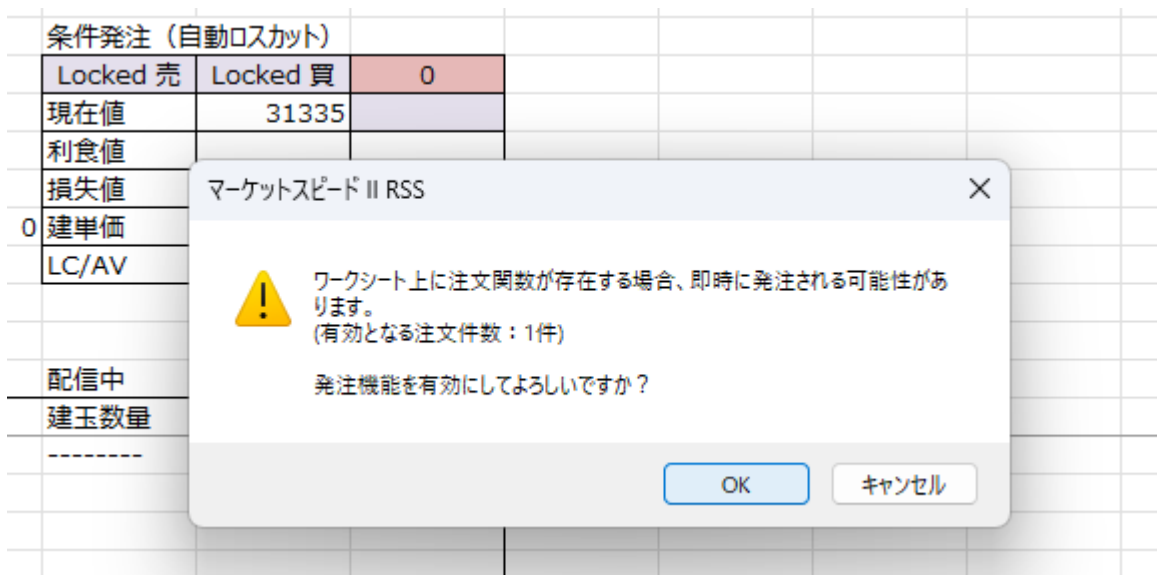 条件発注（自動ロスカット）
Locked 売 Locked 買 0
現在値 31335
利食値
損失値
0 建単価
LC/AV
配信中
建玉数量
--------
マーケットスピード II RSS
ワークシート上に注文関数が存在する場合、即時に発注される可能性があ
ります。
(有効となる注文件数：1件)
発注機能を有効にしてよろしいですか？
OK キャンセル